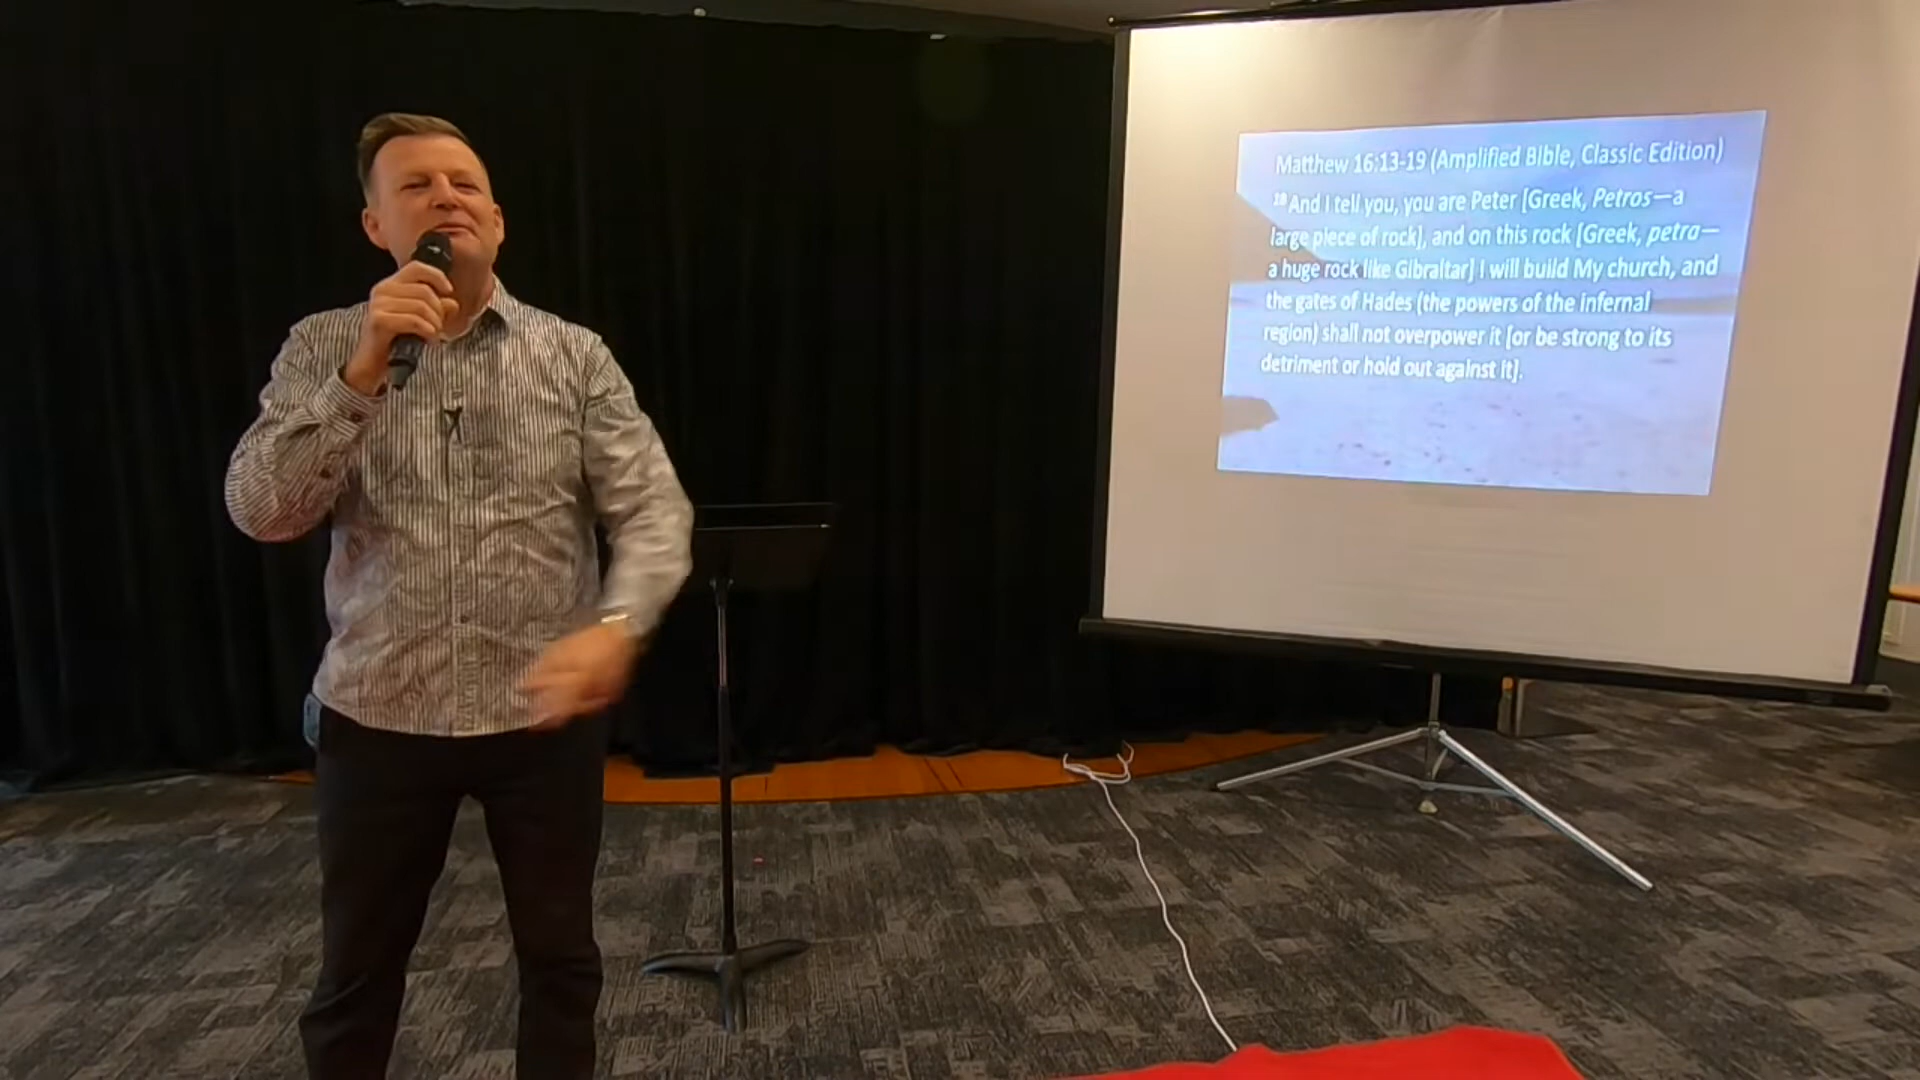 Matthew 16:13-19 (Amplified Bible, Classic Edition)
18 And I tell you, you are Peter [Greek, Petros—a
large piece of rock], and on this rock [Greek, petra—
a huge rock like Gibraltar] I will build My church, and
the gates of Hades (the powers of the infernal
region) shall not overpower it [or be strong to its
detriment or hold out against it].